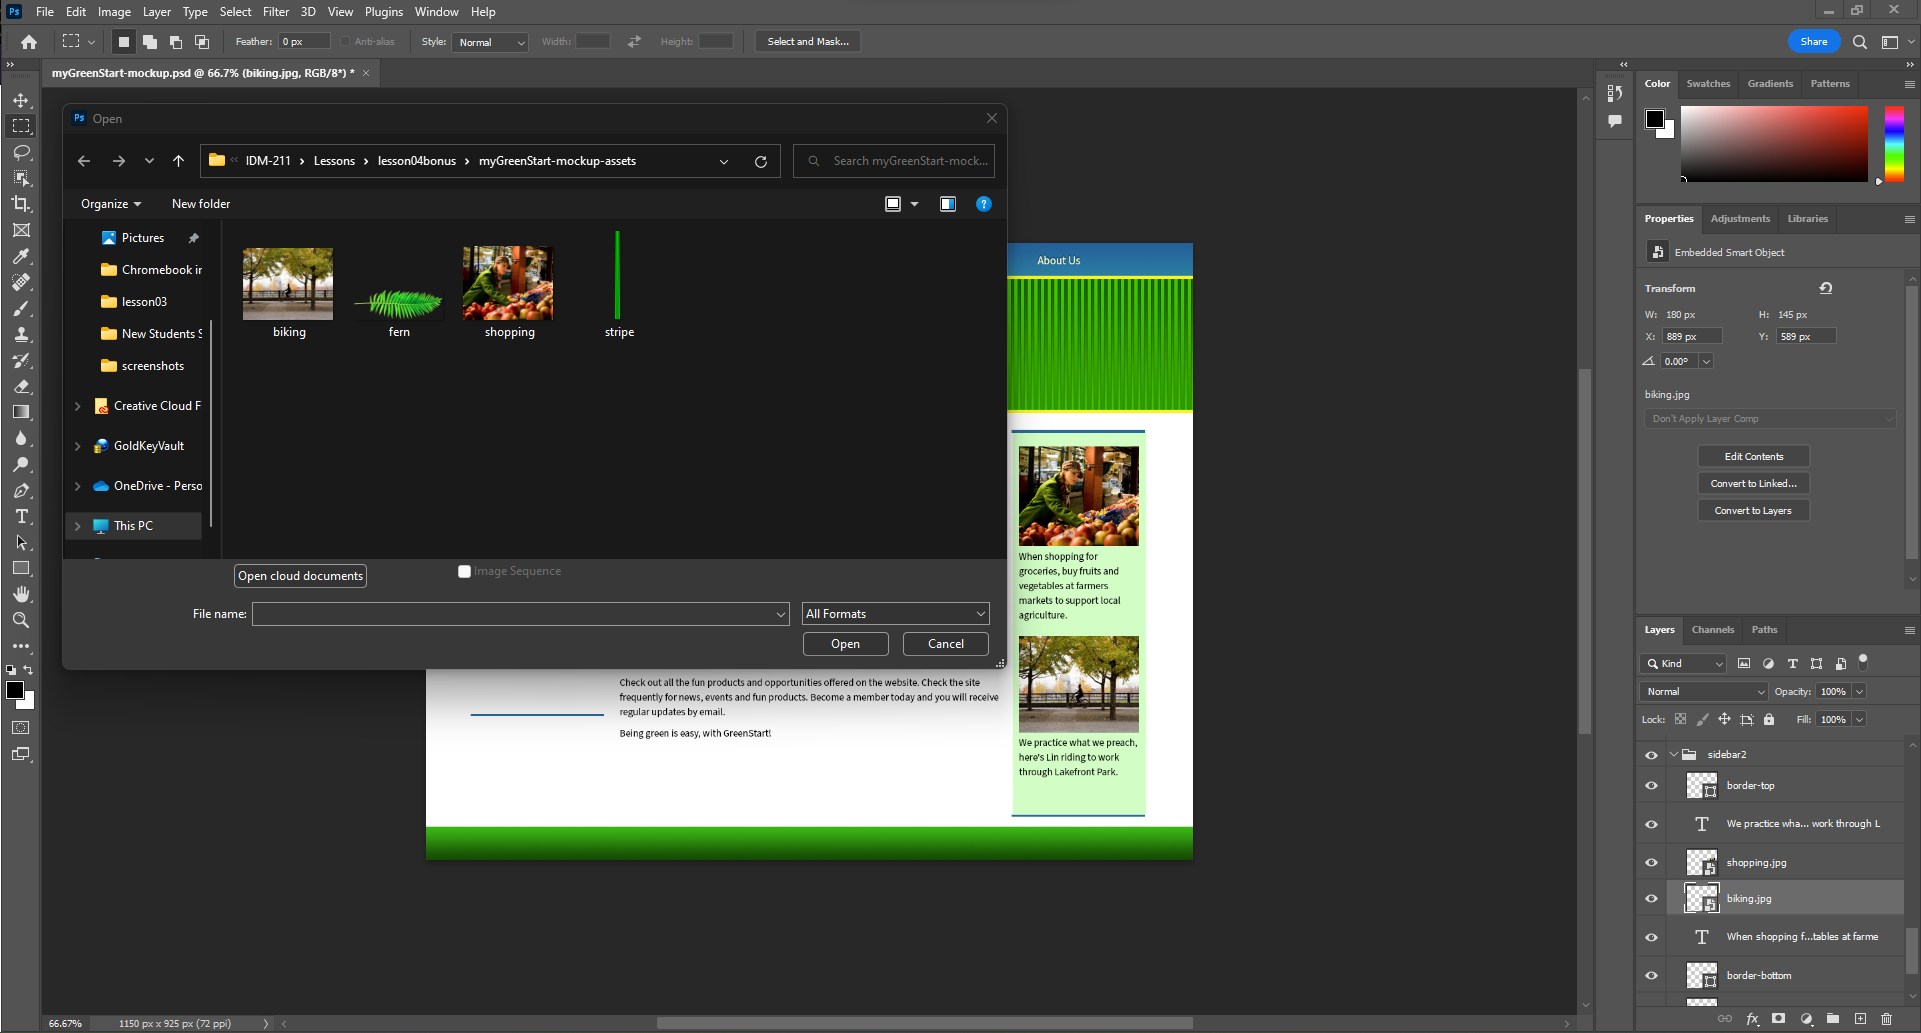 Ps File Edit Image Layer Type Select Filter 3D View Plugins Window Help
Feather: 0 px Anti-alias Style: Normal Width: Height: Select and Mask... Share
myGreenStart-mockup.psd @ 66.7% (biking.jpg, RGB/8*) * ×
Ps Open
IDM-211 › Lessons › lesson04bonus › myGreenStart-mockup-assets
Search myGreenStart-mock...
Organize New folder
Pictures
Chromebook in
lesson03
New Students S
screenshots
Creative Cloud F
GoldKeyVault
OneDrive - Perso
This PC
biking fern shopping stripe
Open cloud documents Image Sequence
File name: All Formats
Open Cancel
About Us
When shopping for
groceries, buy fruits and
vegetables at farmers
markets to support local
agriculture.
We practice what we preach,
here's Lin riding to work
through Lakefront Park.
Check out all the fun products and opportunities offered on the website. Check the site
frequently for news, events and fun products. Become a member today and you will receive
regular updates by email.
Being green is easy, with GreenStart!
Color Swatches Gradients Patterns
Properties Adjustments Libraries
Embedded Smart Object
Transform
W: 180 px H: 145 px
X: 889 px Y: 589 px
0.00°
biking.jpg
Don't Apply Layer Comp
Edit Contents
Convert to Linked...
Convert to Layers
Layers Channels Paths
Kind
Normal Opacity: 100%
Lock: Fill: 100%
sidebar2
border-top
We practice wha... work through L
shopping.jpg
biking.jpg
When shopping f...tables at farme
border-bottom
fx
66.67% 1150 px x 925 px (72 ppi)